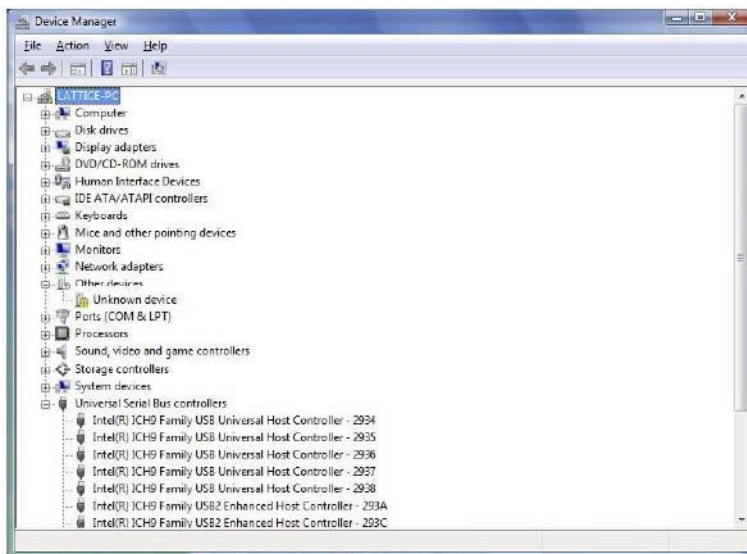 Device Manager
File Action View Help
LATTICE-PC
Computer
Disk drives
Display adapters
DVD/CD-ROM drives
Human Interface Devices
IDE ATA/ATAPI controllers
Keyboards
Mice and other pointing devices
Monitors
Network adapters
Other devices
Unknown device
Ports (COM & LPT)
Processors
Sound, video and game controllers
Storage controllers
System devices
Universal Serial Bus controllers
Intel(R) ICH9 Family USB Universal Host Controller - 2934
Intel(R) ICH9 Family USB Universal Host Controller - 2935
Intel(R) ICH9 Family USB Universal Host Controller - 2936
Intel(R) ICH9 Family USB Universal Host Controller - 2937
Intel(R) ICH9 Family USB Universal Host Controller - 2938
Intel(R) ICH9 Family USB2 Enhanced Host Controller - 293A
Intel(R) ICH9 Family USB2 Enhanced Host Controller - 293C